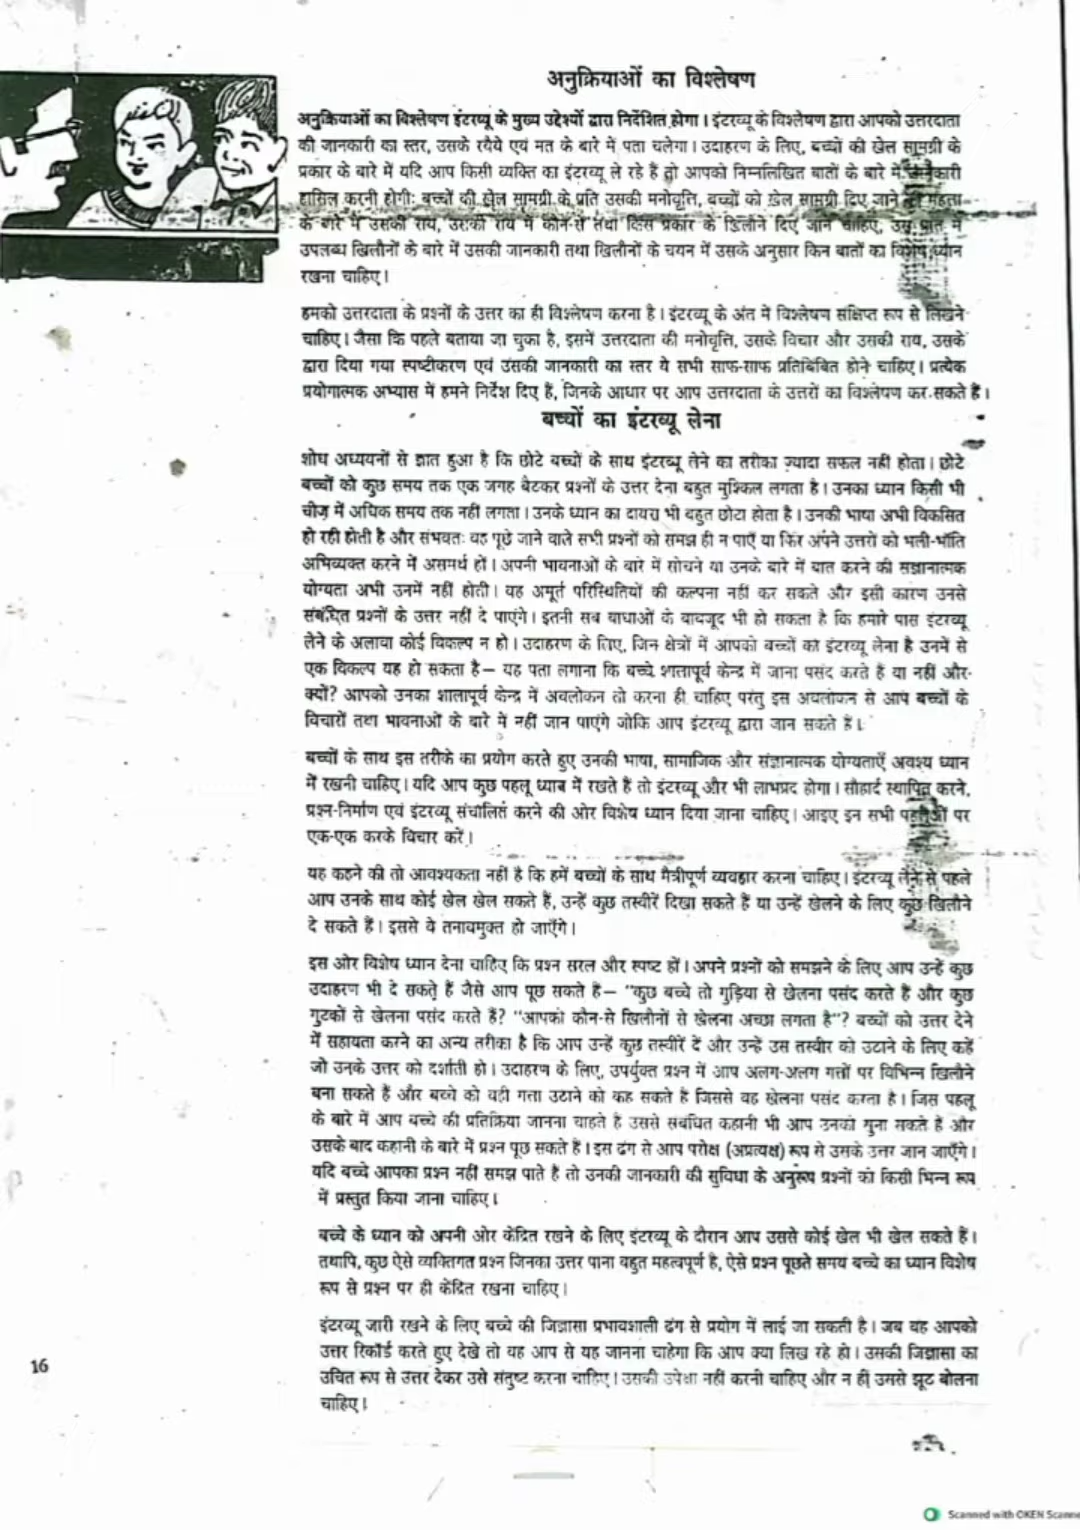 अनुक्रियाओं का विश्लेषण
अनुक्रियाओं का विश्लेषण इंटरव्यू के मुख्य उद्देश्यों द्वारा निर्देशित होगा। इंटरव्यू के विश्लेषण द्वारा आपको उत्तरदाता
की जानकारी का स्तर, उसके रवैये एवं मत के बारे में पता चलेगा। उदाहरण के लिए, बच्चों की खेल सामग्री के
प्रकार के बारे में यदि आप किसी व्यक्ति का इंटरव्यू ले रहे हैं तो आपको निम्नलिखित बातों के बारे में जानकारी
हासिल करनी होगीः बच्चों की खेल सामग्री के प्रति उसकी मनोवृत्ति, बच्चों को खेल सामग्री दिए जाने की महत्ता
के बारे में उसकी राय, उसकी राय में कौन-से तथा किस प्रकार के खिलौने दिए जाने चाहिए, उस प्रांत में
उपलब्ध खिलौनों के बारे में उसकी जानकारी तथा खिलौनों के चयन में उसके अनुसार किन बातों का विशेष ध्यान
रखना चाहिए।
हमको उत्तरदाता के प्रश्नों के उत्तर का ही विश्लेषण करना है। इंटरव्यू के अंत में विश्लेषण संक्षिप्त रूप से लिखने
चाहिए। जैसा कि पहले बताया जा चुका है, इसमें उत्तरदाता की मनोवृत्ति, उसके विचार और उसकी राय, उसके
द्वारा दिया गया स्पष्टीकरण एवं उसकी जानकारी का स्तर ये सभी साफ-साफ प्रतिबिंबित होने चाहिए। प्रत्येक
प्रयोगात्मक अभ्यास में हमने निर्देश दिए हैं, जिनके आधार पर आप उत्तरदाता के उत्तरों का विश्लेषण कर सकते हैं।
बच्चों का इंटरव्यू लेना
शोध अध्ययनों से ज्ञात हुआ है कि छोटे बच्चों के साथ इंटरव्यू लेने का तरीका ज्यादा सफल नहीं होता। छोटे
बच्चों को कुछ समय तक एक जगह बैठकर प्रश्नों के उत्तर देना बहुत मुश्किल लगता है। उनका ध्यान किसी भी
चीज़ में अधिक समय तक नहीं लगता। उनके ध्यान का दायरा भी बहुत छोटा होता है। उनकी भाषा अभी विकसित
हो रही होती है और संभवतः वह पूछे जाने वाले सभी प्रश्नों को समझ ही न पाएँ या फिर अपने उत्तरों को भली-भाँति
अभिव्यक्त करने में असमर्थ हों। अपनी भावनाओं के बारे में सोचने या उनके बारे में बात करने की संज्ञानात्मक
योग्यता अभी उनमें नहीं होती। वह अमूर्त परिस्थितियों की कल्पना नहीं कर सकते और इसी कारण उनसे
संबंधित प्रश्नों के उत्तर नहीं दे पाएंगे। इतनी सब बाधाओं के बावजूद भी हो सकता है कि हमारे पास इंटरव्यू
लेने के अलावा कोई विकल्प न हो। उदाहरण के लिए, जिन क्षेत्रों में आपको बच्चों का इंटरव्यू लेना है उनमें से
एक विकल्प यह हो सकता है— यह पता लगाना कि बच्चे शालापूर्व केन्द्र में जाना पसंद करते हैं या नहीं और
क्यों? आपको उनका शालापूर्व केन्द्र में अवलोकन तो करना ही चाहिए परंतु इस अवलोकन से आप बच्चों के
विचारों तथा भावनाओं के बारे में नहीं जान पाएंगे जोकि आप इंटरव्यू द्वारा जान सकते हैं।
बच्चों के साथ इस तरीके का प्रयोग करते हुए उनकी भाषा, सामाजिक और संज्ञानात्मक योग्यताएँ अवश्य ध्यान
में रखनी चाहिए। यदि आप कुछ पहलू ध्यान में रखते हैं तो इंटरव्यू और भी लाभप्रद होगा। सौहार्द स्थापित करने,
प्रश्न-निर्माण एवं इंटरव्यू संचालित करने की ओर विशेष ध्यान दिया जाना चाहिए। आइए इन सभी पहलुओं पर
एक-एक करके विचार करें।
यह कहने की तो आवश्यकता नहीं है कि हमें बच्चों के साथ मैत्रीपूर्ण व्यवहार करना चाहिए। इंटरव्यू लेने से पहले
आप उनके साथ कोई खेल खेल सकते हैं, उन्हें कुछ तस्वीरें दिखा सकते हैं या उन्हें खेलने के लिए कुछ खिलौने
दे सकते हैं। इससे वे तनावमुक्त हो जाएँगे।
इस ओर विशेष ध्यान देना चाहिए कि प्रश्न सरल और स्पष्ट हों। अपने प्रश्नों को समझने के लिए आप उन्हें कुछ
उदाहरण भी दे सकते हैं जैसे आप पूछ सकते हैं— "कुछ बच्चे तो गुड़िया से खेलना पसंद करते हैं और कुछ
गुटकों से खेलना पसंद करते हैं? "आपको कौन-से खिलौनों से खेलना अच्छा लगता है"? बच्चों को उत्तर देने
में सहायता करने का अन्य तरीका है कि आप उन्हें कुछ तस्वीरें दें और उन्हें उस तस्वीर को उठाने के लिए कहें
जो उनके उत्तर को दर्शाती हो। उदाहरण के लिए, उपर्युक्त प्रश्न में आप अलग-अलग गत्तों पर विभिन्न खिलौने
बना सकते हैं और बच्चे को वही गत्ता उठाने को कह सकते हैं जिससे वह खेलना पसंद करता है। जिस पहलू
के बारे में आप बच्चे की प्रतिक्रिया जानना चाहते हैं उससे संबंधित कहानी भी आप उनको सुना सकते हैं और
उसके बाद कहानी के बारे में प्रश्न पूछ सकते हैं। इस ढंग से आप परोक्ष (अप्रत्यक्ष) रूप से उसके उत्तर जान जाएँगे।
यदि बच्चे आपका प्रश्न नहीं समझ पाते हैं तो उनकी जानकारी की सुविधा के अनुरूप प्रश्नों को किसी भिन्न रूप
में प्रस्तुत किया जाना चाहिए।
बच्चे के ध्यान को अपनी ओर केंद्रित रखने के लिए इंटरव्यू के दौरान आप उससे कोई खेल भी खेल सकते हैं।
तथापि, कुछ ऐसे व्यक्तिगत प्रश्न जिनका उत्तर पाना बहुत महत्वपूर्ण है, ऐसे प्रश्न पूछते समय बच्चे का ध्यान विशेष
रूप से प्रश्न पर ही केंद्रित रखना चाहिए।
इंटरव्यू जारी रखने के लिए बच्चे की जिज्ञासा प्रभावशाली ढंग से प्रयोग में लाई जा सकती है। जब वह आपको
उत्तर रिकॉर्ड करते हुए देखे तो वह आप से यह जानना चाहेगा कि आप क्या लिख रहे हो। उसकी जिज्ञासा का
उचित रूप से उत्तर देकर उसे संतुष्ट करना चाहिए। उसकी उपेक्षा नहीं करनी चाहिए और न ही उससे झूठ बोलना
चाहिए।
16
Scanned with OKEN Scanne